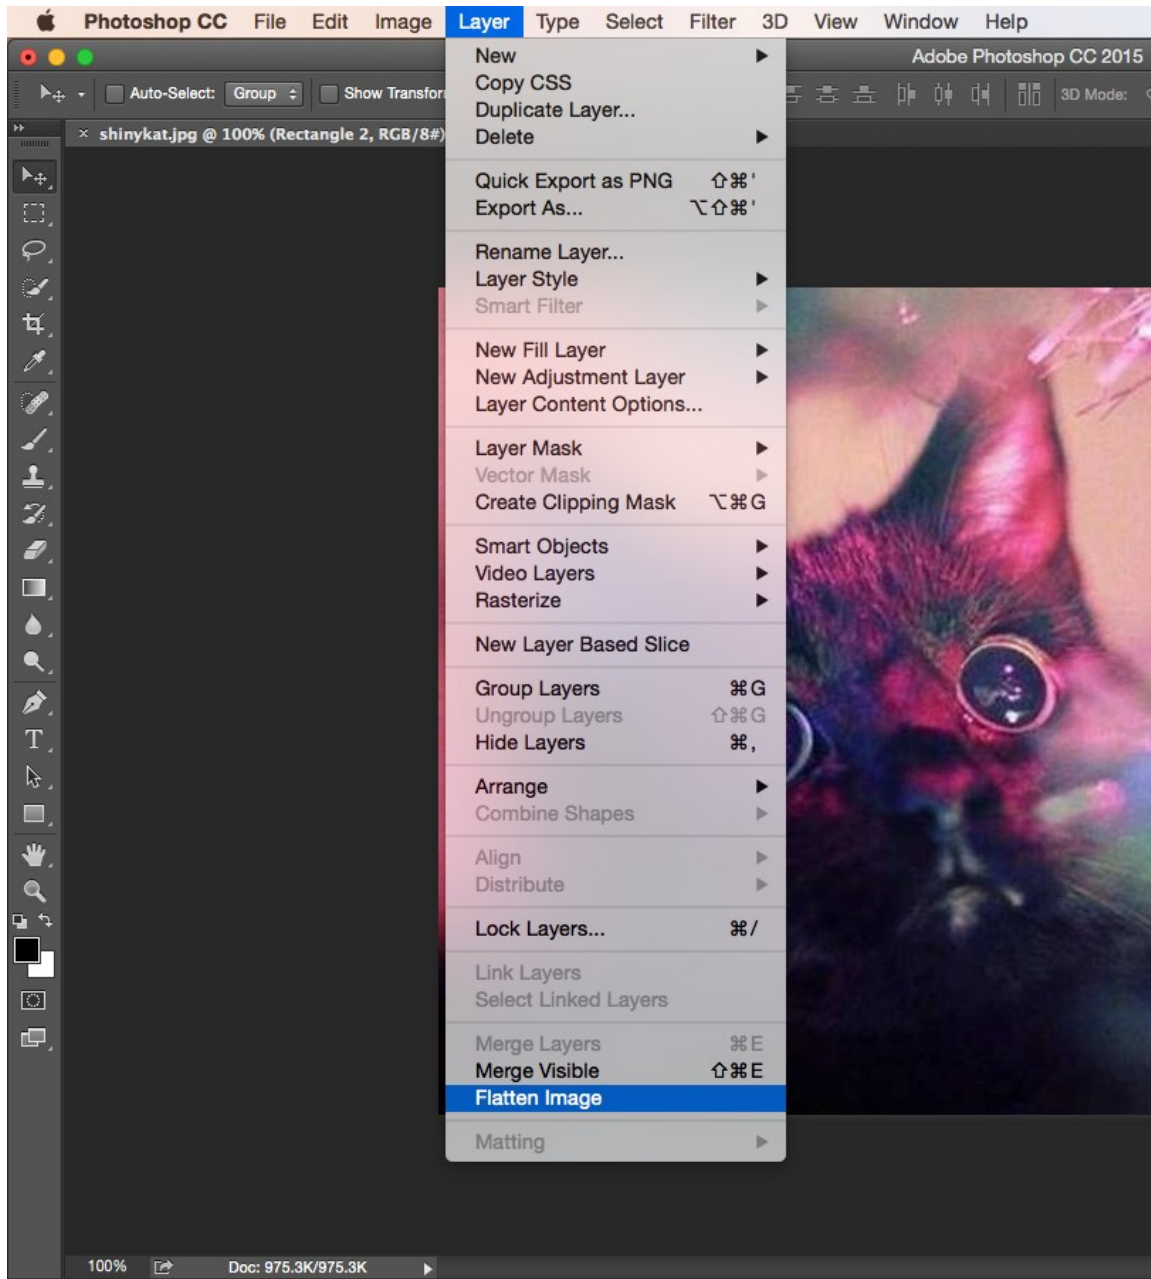 Photoshop CC File Edit Image Layer Type Select Filter 3D View Window Help
Adobe Photoshop CC 2015
Auto-Select: Group Show Transfor
3D Mode:
× shinykat.jpg @ 100% (Rectangle 2, RGB/8#)
New
Copy CSS
Duplicate Layer...
Delete
Quick Export as PNG ⇧⌘'
Export As... ⌥⇧⌘'
Rename Layer...
Layer Style
Smart Filter
New Fill Layer
New Adjustment Layer
Layer Content Options...
Layer Mask
Vector Mask
Create Clipping Mask ⌥⌘G
Smart Objects
Video Layers
Rasterize
New Layer Based Slice
Group Layers ⌘G
Ungroup Layers ⇧⌘G
Hide Layers ⌘,
Arrange
Combine Shapes
Align
Distribute
Lock Layers... ⌘/
Link Layers
Select Linked Layers
Merge Layers ⌘E
Merge Visible ⇧⌘E
Flatten Image
Matting
100% Doc: 975.3K/975.3K